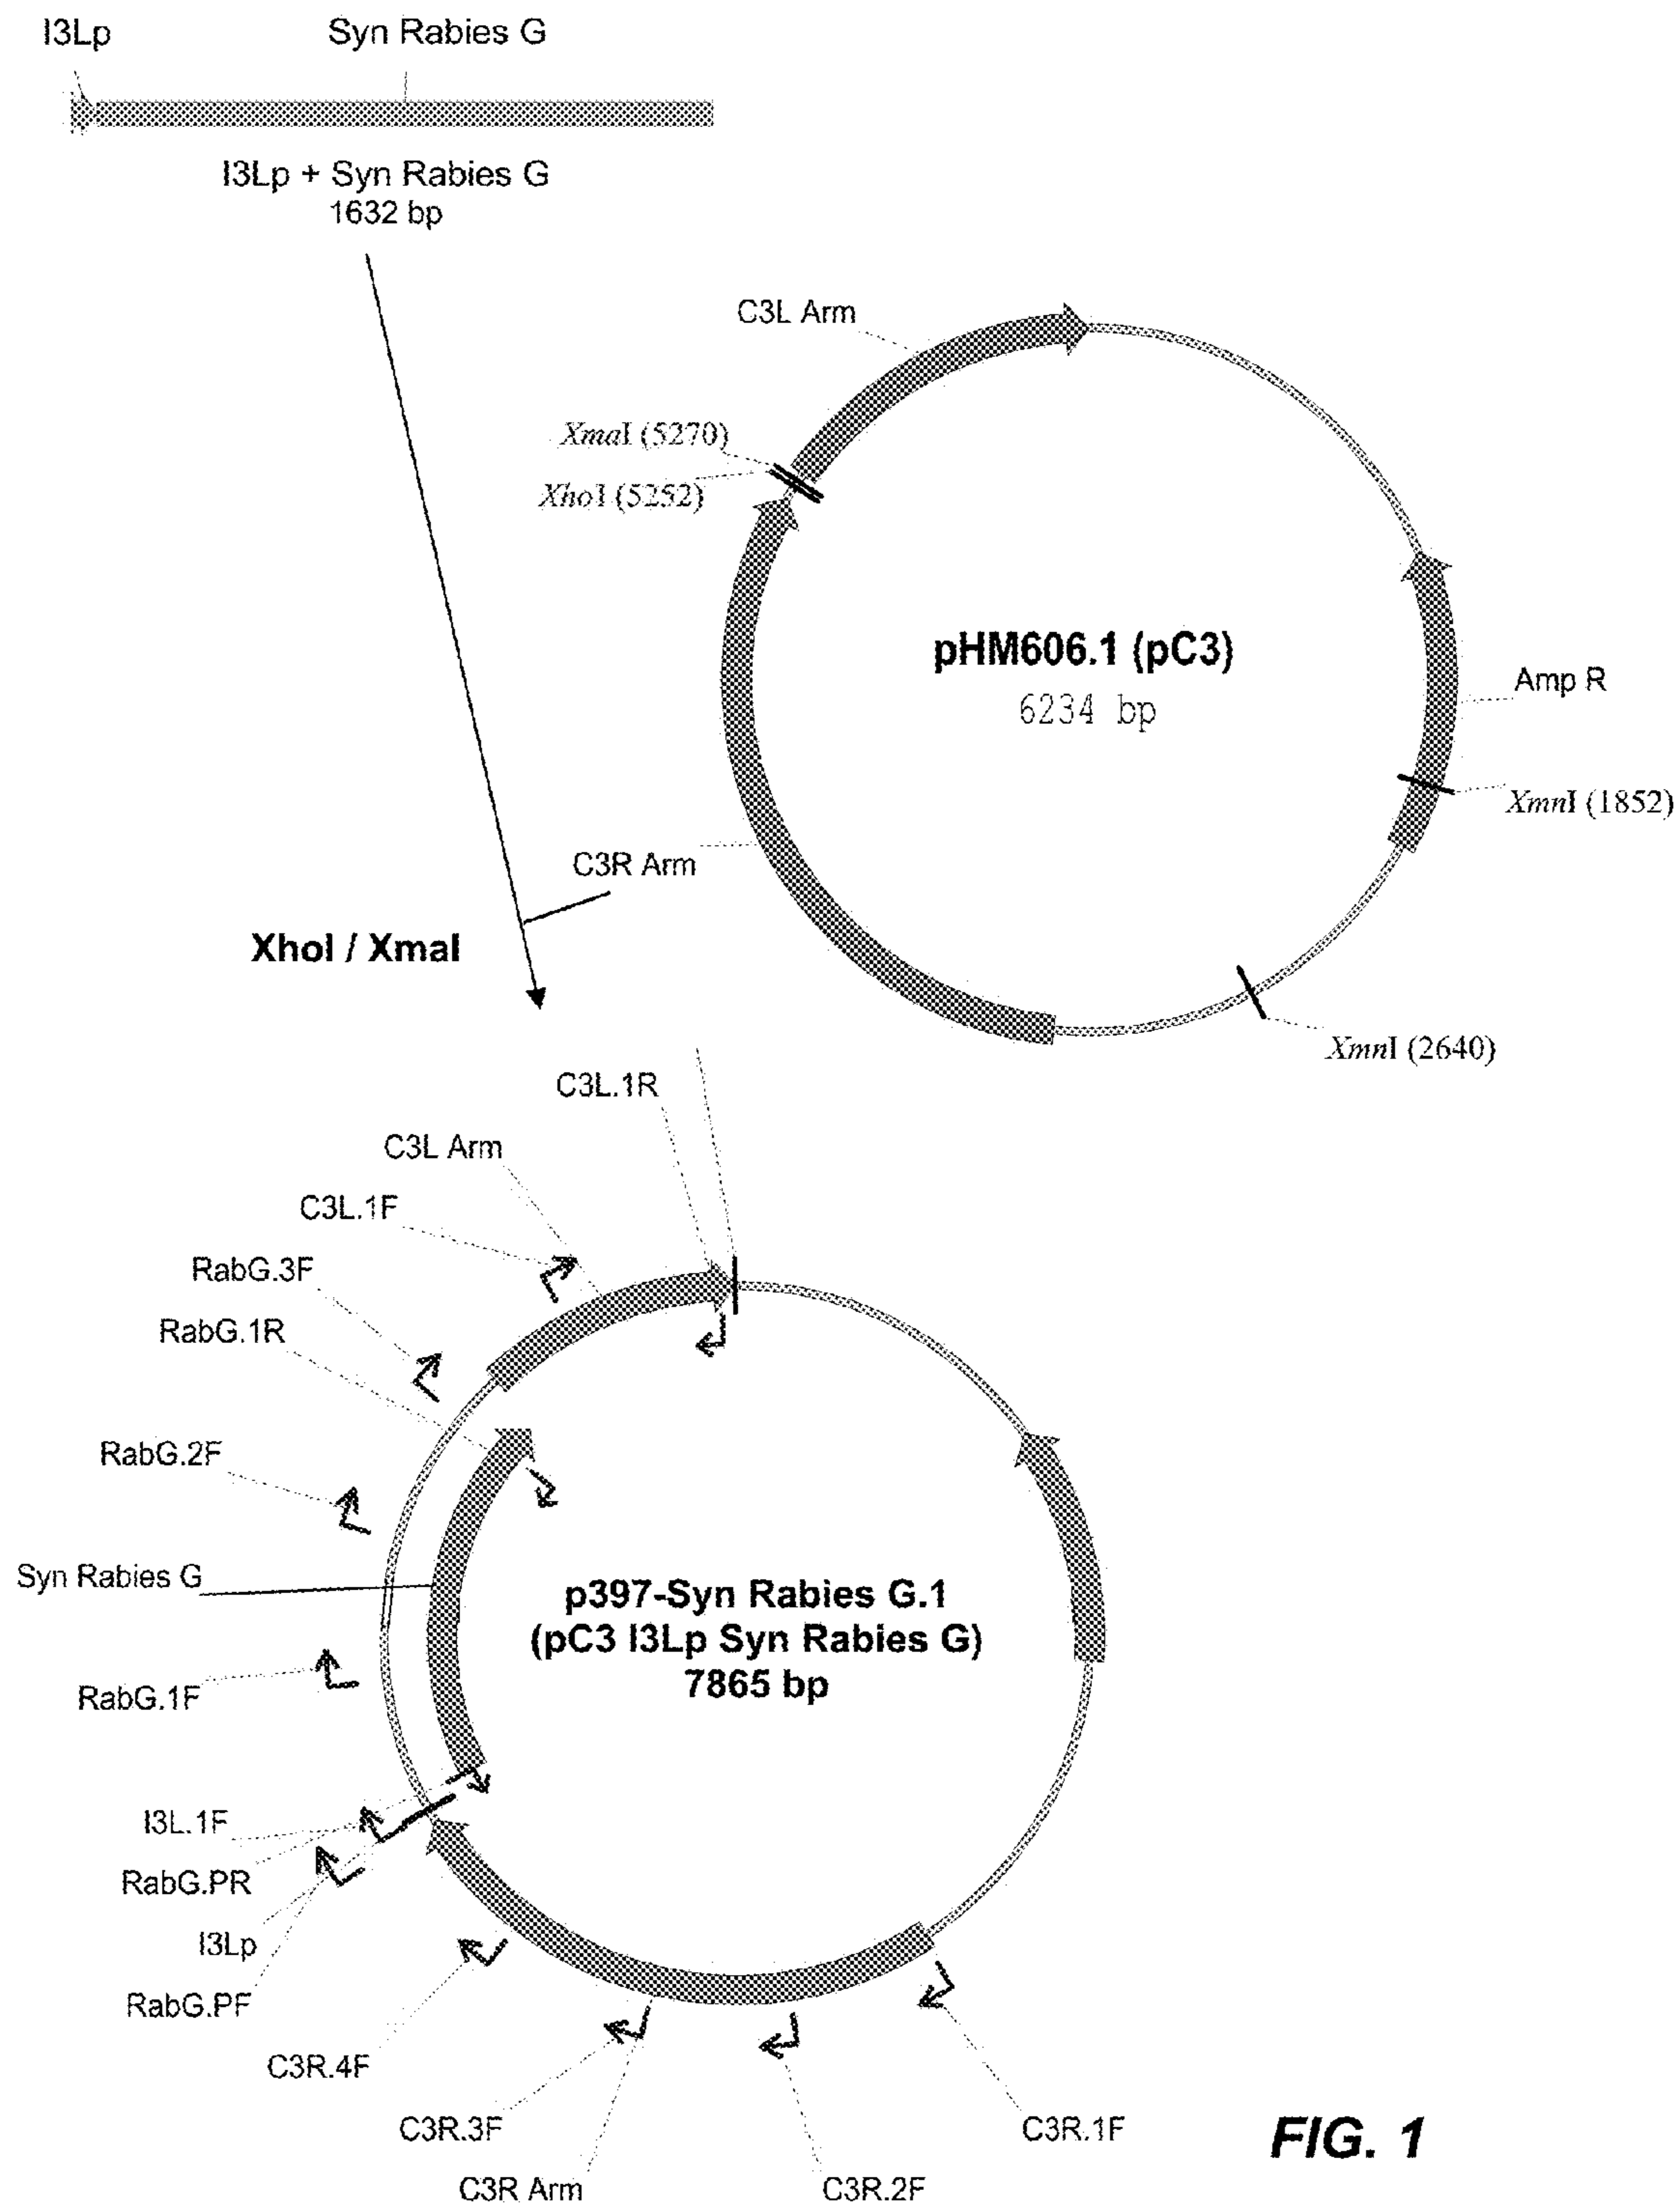 I3Lp
Syn Rabies G
I3Lp + Syn Rabies G
1632 bp
C3L Arm
XmaI (5270)
XhoI (5252)
pHM606.1 (pC3)
6234 bp
Amp R
XmnI (1852)
C3R Arm
XhoI / XmaI
XmnI (2640)
C3L.1R
C3L Arm
C3L.1F
RabG.3F
RabG.1R
RabG.2F
Syn Rabies G
p397-Syn Rabies G.1
(pC3 I3Lp Syn Rabies G)
7865 bp
RabG.1F
I3L.1F
RabG.PR
I3Lp
RabG.PF
C3R.4F
C3R.3F
C3R.1F
C3R Arm
C3R.2F
FIG. 1